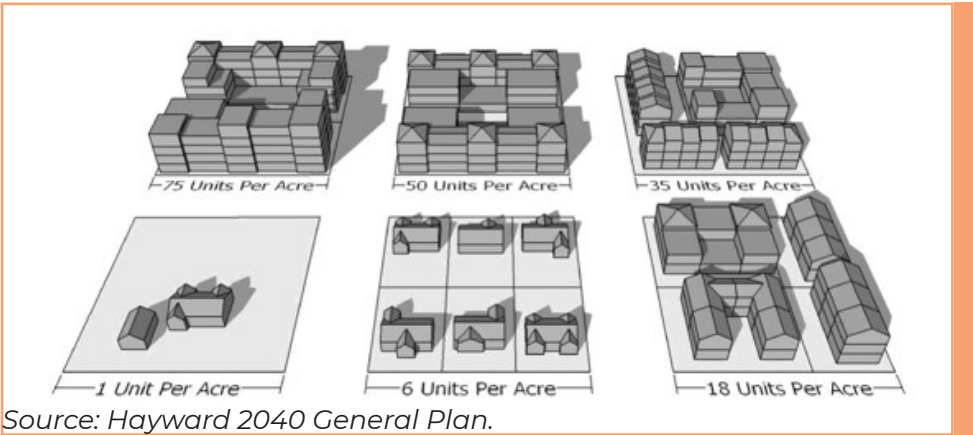 75 Units Per Acre
50 Units Per Acre
35 Units Per Acre
1 Unit Per Acre
6 Units Per Acre
18 Units Per Acre
Source: Hayward 2040 General Plan.